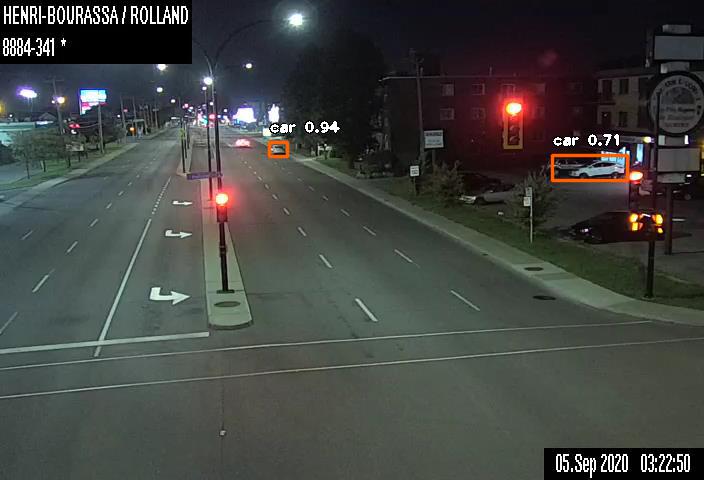 HENRI-BOURASSA / ROLLAND
8884-341 *
car 0.94
car 0.71
05.Sep 2020 03:22:50